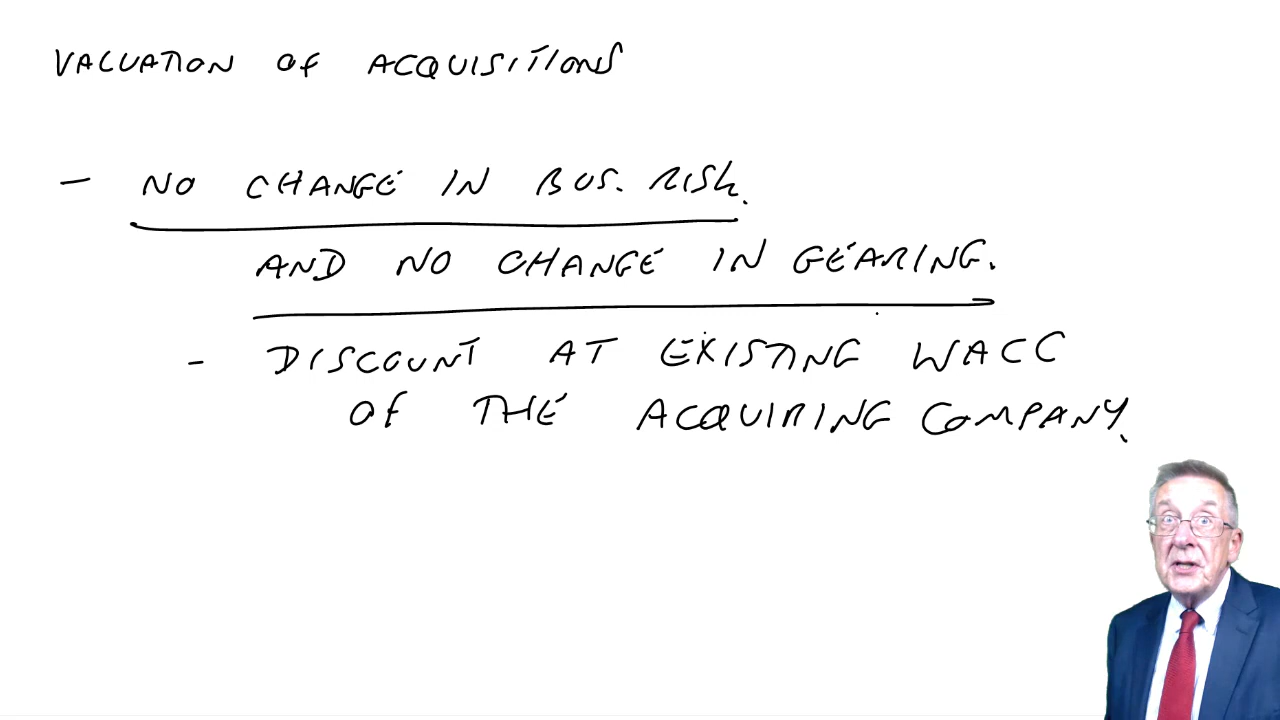 VALUATION OF ACQUISITIONS
- NO CHANGE IN BUS. RISK.
AND NO CHANGE IN GEARING.
- DISCOUNT AT EXISTING WACC
OF THE ACQUIRING COMPANY.